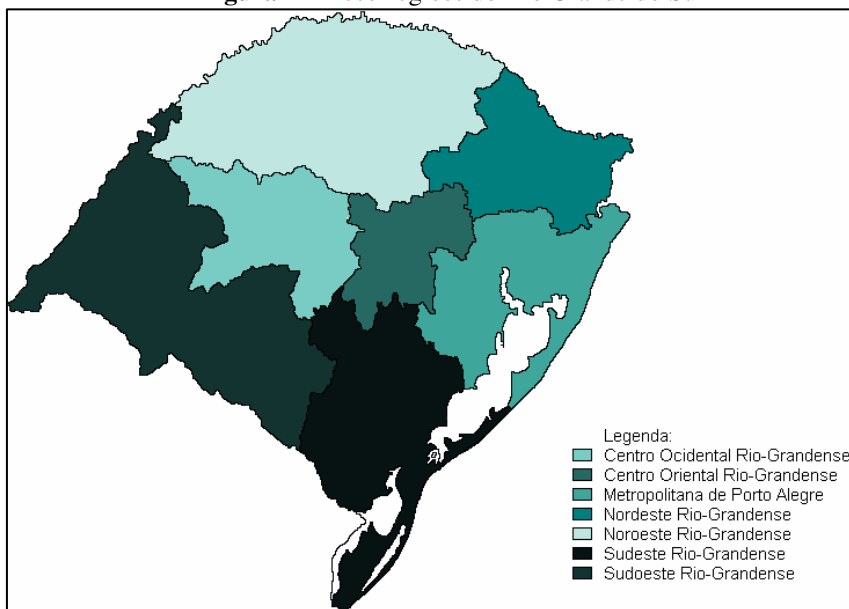 Legenda:
Centro Ocidental Rio-Grandense
Centro Oriental Rio-Grandense
Metropolitana de Porto Alegre
Nordeste Rio-Grandense
Noroeste Rio-Grandense
Sudeste Rio-Grandense
Sudoeste Rio-Grandense